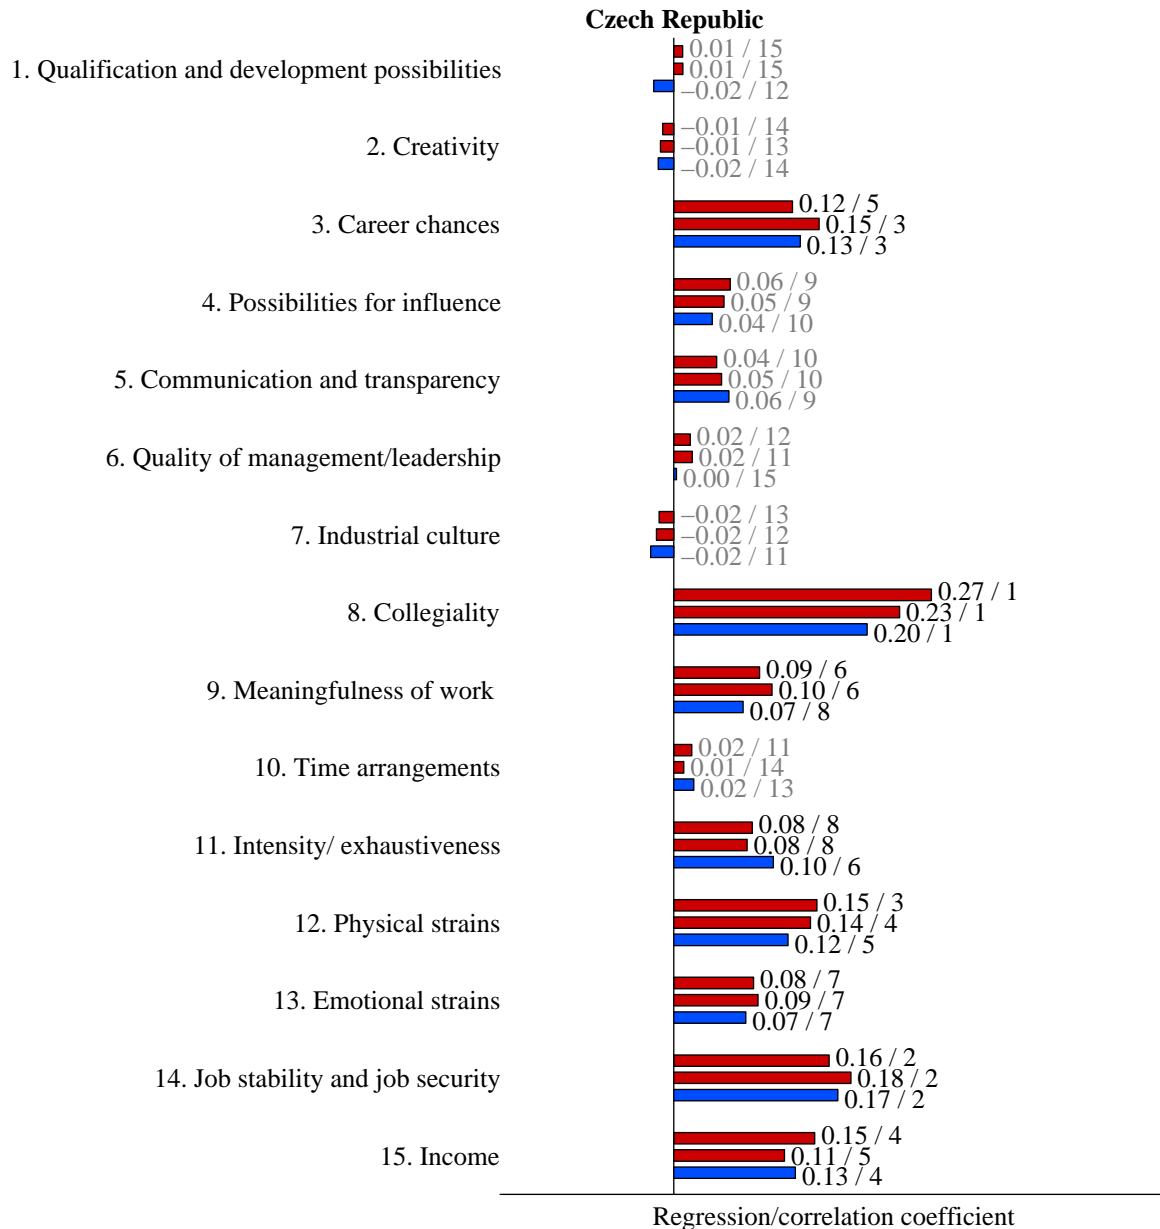 Czech Republic
1. Qualification and development possibilities
0.01 / 15
0.01 / 15
–0.02 / 12
2. Creativity
–0.01 / 14
–0.01 / 13
–0.02 / 14
3. Career chances
0.12 / 5
0.15 / 3
0.13 / 3
4. Possibilities for influence
0.06 / 9
0.05 / 9
0.04 / 10
5. Communication and transparency
0.04 / 10
0.05 / 10
0.06 / 9
6. Quality of management/leadership
0.02 / 12
0.02 / 11
0.00 / 15
7. Industrial culture
–0.02 / 13
–0.02 / 12
–0.02 / 11
8. Collegiality
0.27 / 1
0.23 / 1
0.20 / 1
9. Meaningfulness of work
0.09 / 6
0.10 / 6
0.07 / 8
10. Time arrangements
0.02 / 11
0.01 / 14
0.02 / 13
11. Intensity/ exhaustiveness
0.08 / 8
0.08 / 8
0.10 / 6
12. Physical strains
0.15 / 3
0.14 / 4
0.12 / 5
13. Emotional strains
0.08 / 7
0.09 / 7
0.07 / 7
14. Job stability and job security
0.16 / 2
0.18 / 2
0.17 / 2
15. Income
0.15 / 4
0.11 / 5
0.13 / 4
Regression/correlation coefficient